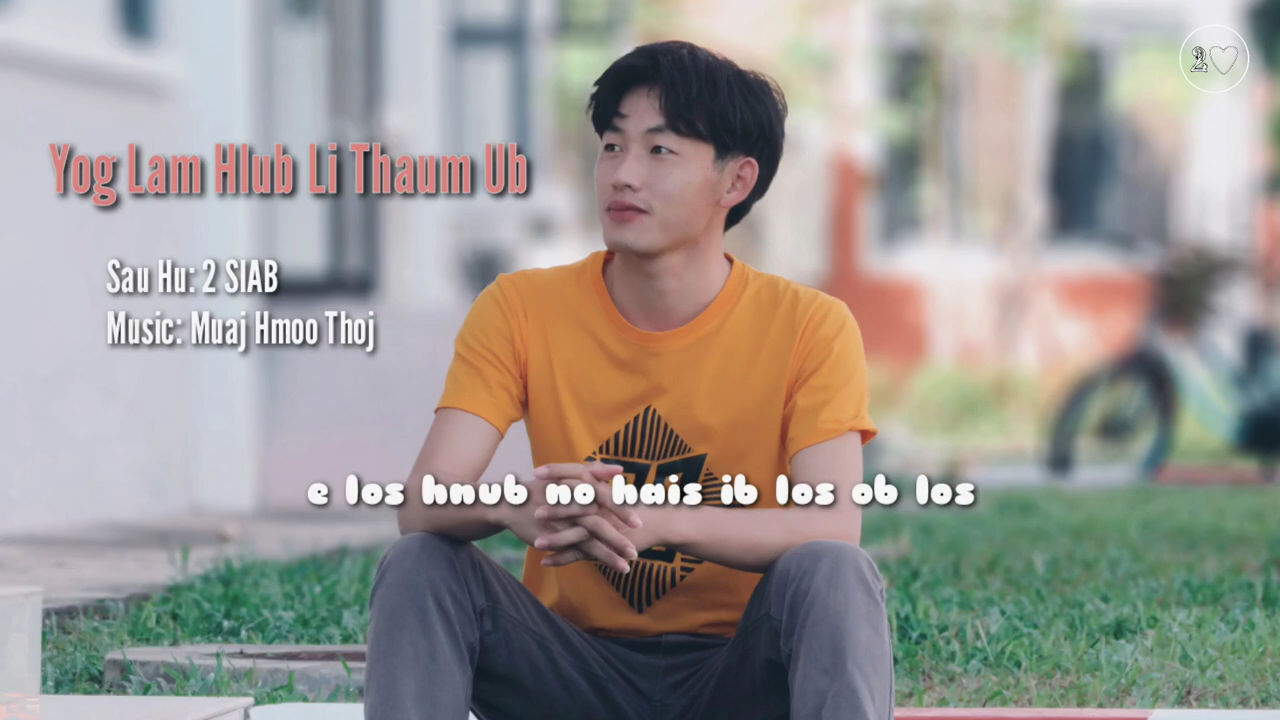 2♡
Yog Lam Hlub Li Thaum Ub
Sau Hu: 2 SIAB
Music: Muaj Hmoo Thoj
e los hnub no hais ib los ob los